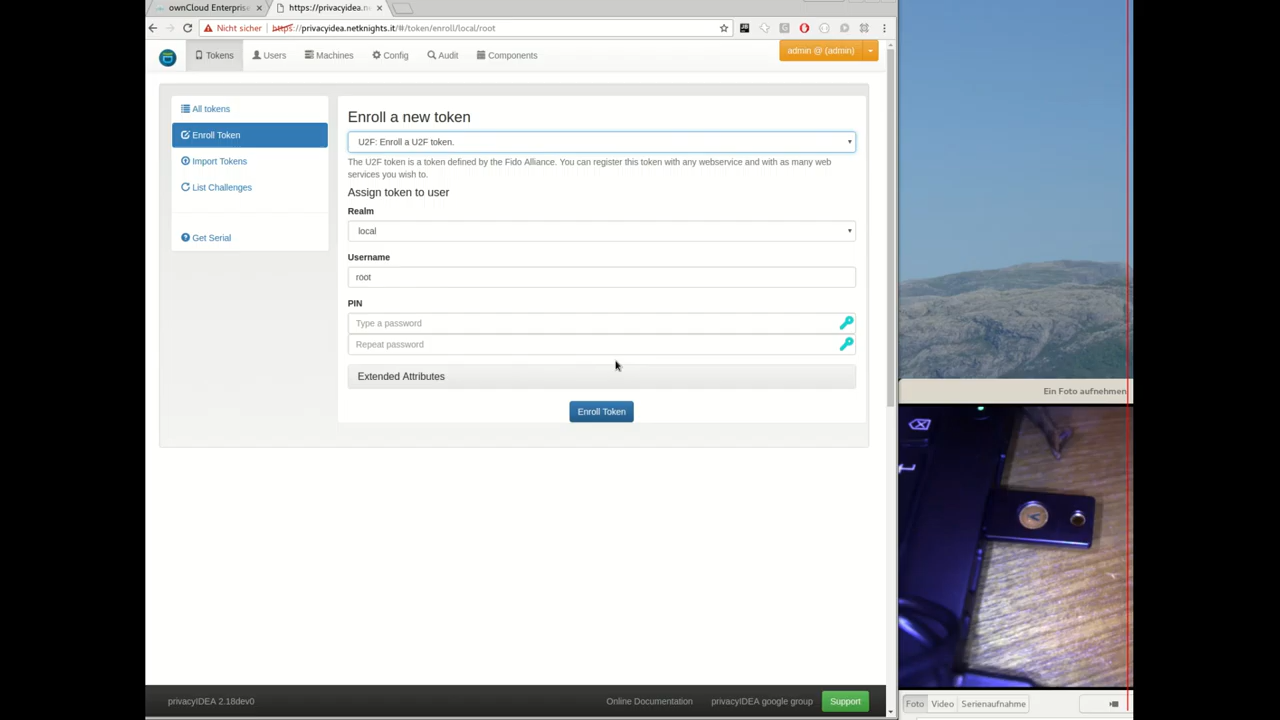 ownCloud Enterprise
https://privacyidea.n
Nicht sicher https://privacyidea.netknights.it/#/token/enroll/local/root
Tokens Users Machines Config Audit Components
admin @ (admin)
All tokens
Enroll Token
Import Tokens
List Challenges
Get Serial
Enroll a new token
U2F: Enroll a U2F token.
The U2F token is a token defined by the Fido Alliance. You can register this token with any webservice and with as many web
services you wish to.
Assign token to user
Realm
local
Username
root
PIN
Type a password
Repeat password
Extended Attributes
Enroll Token
privacyIDEA 2.18dev0
Online Documentation privacyIDEA google group Support
Ein Foto aufnehmen
Foto Video Serienaufnahme